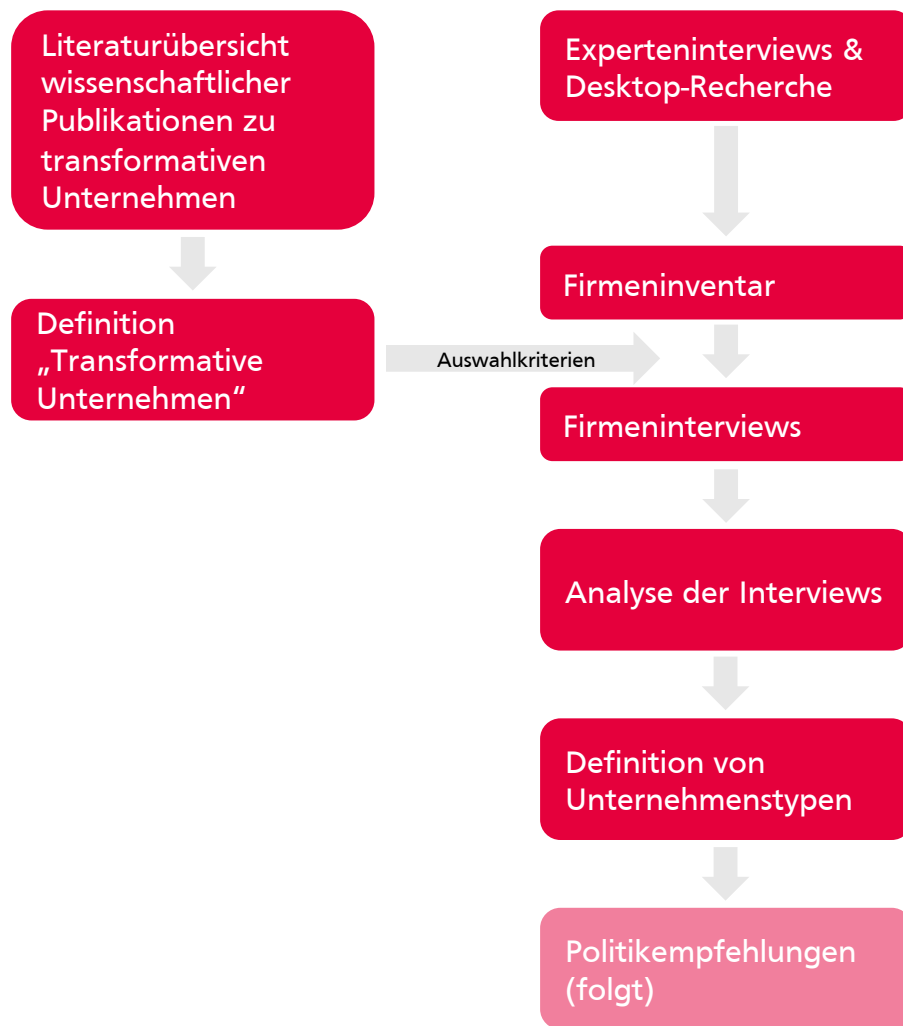 Literaturübersicht
wissenschaftlicher
Publikationen zu
transformativen
Unternehmen
Definition
„Transformative
Unternehmen“
Auswahlkriterien
Experteninterviews &
Desktop-Recherche
Firmeninventar
Firmeninterviews
Analyse der Interviews
Definition von
Unternehmenstypen
Politikempfehlungen
(folgt)